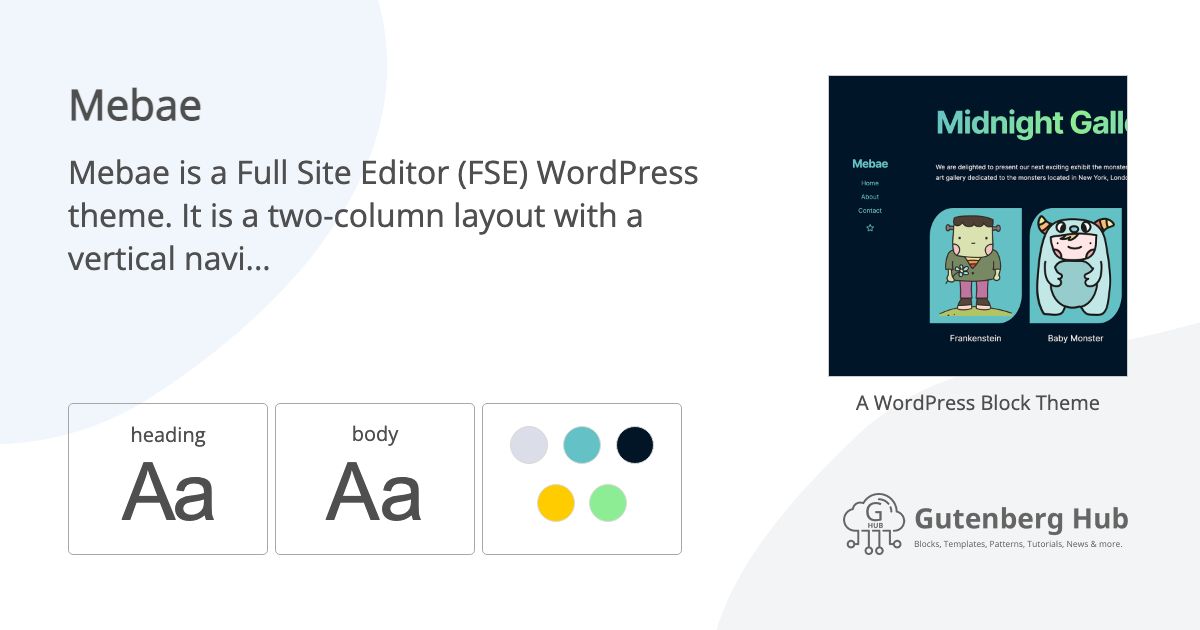 Mebae
Mebae is a Full Site Editor (FSE) WordPress
theme. It is a two-column layout with a
vertical navi...
heading
Aa
body
Aa
Midnight Gall
Mebae
Home
About
Contact
We are delighted to present our next exciting exhibit the monster
art gallery dedicated to the monsters located in New York, Lond
Frankenstein
Baby Monster
A WordPress Block Theme
G
HUB
Gutenberg Hub
Blocks, Templates, Patterns, Tutorials, News & more.